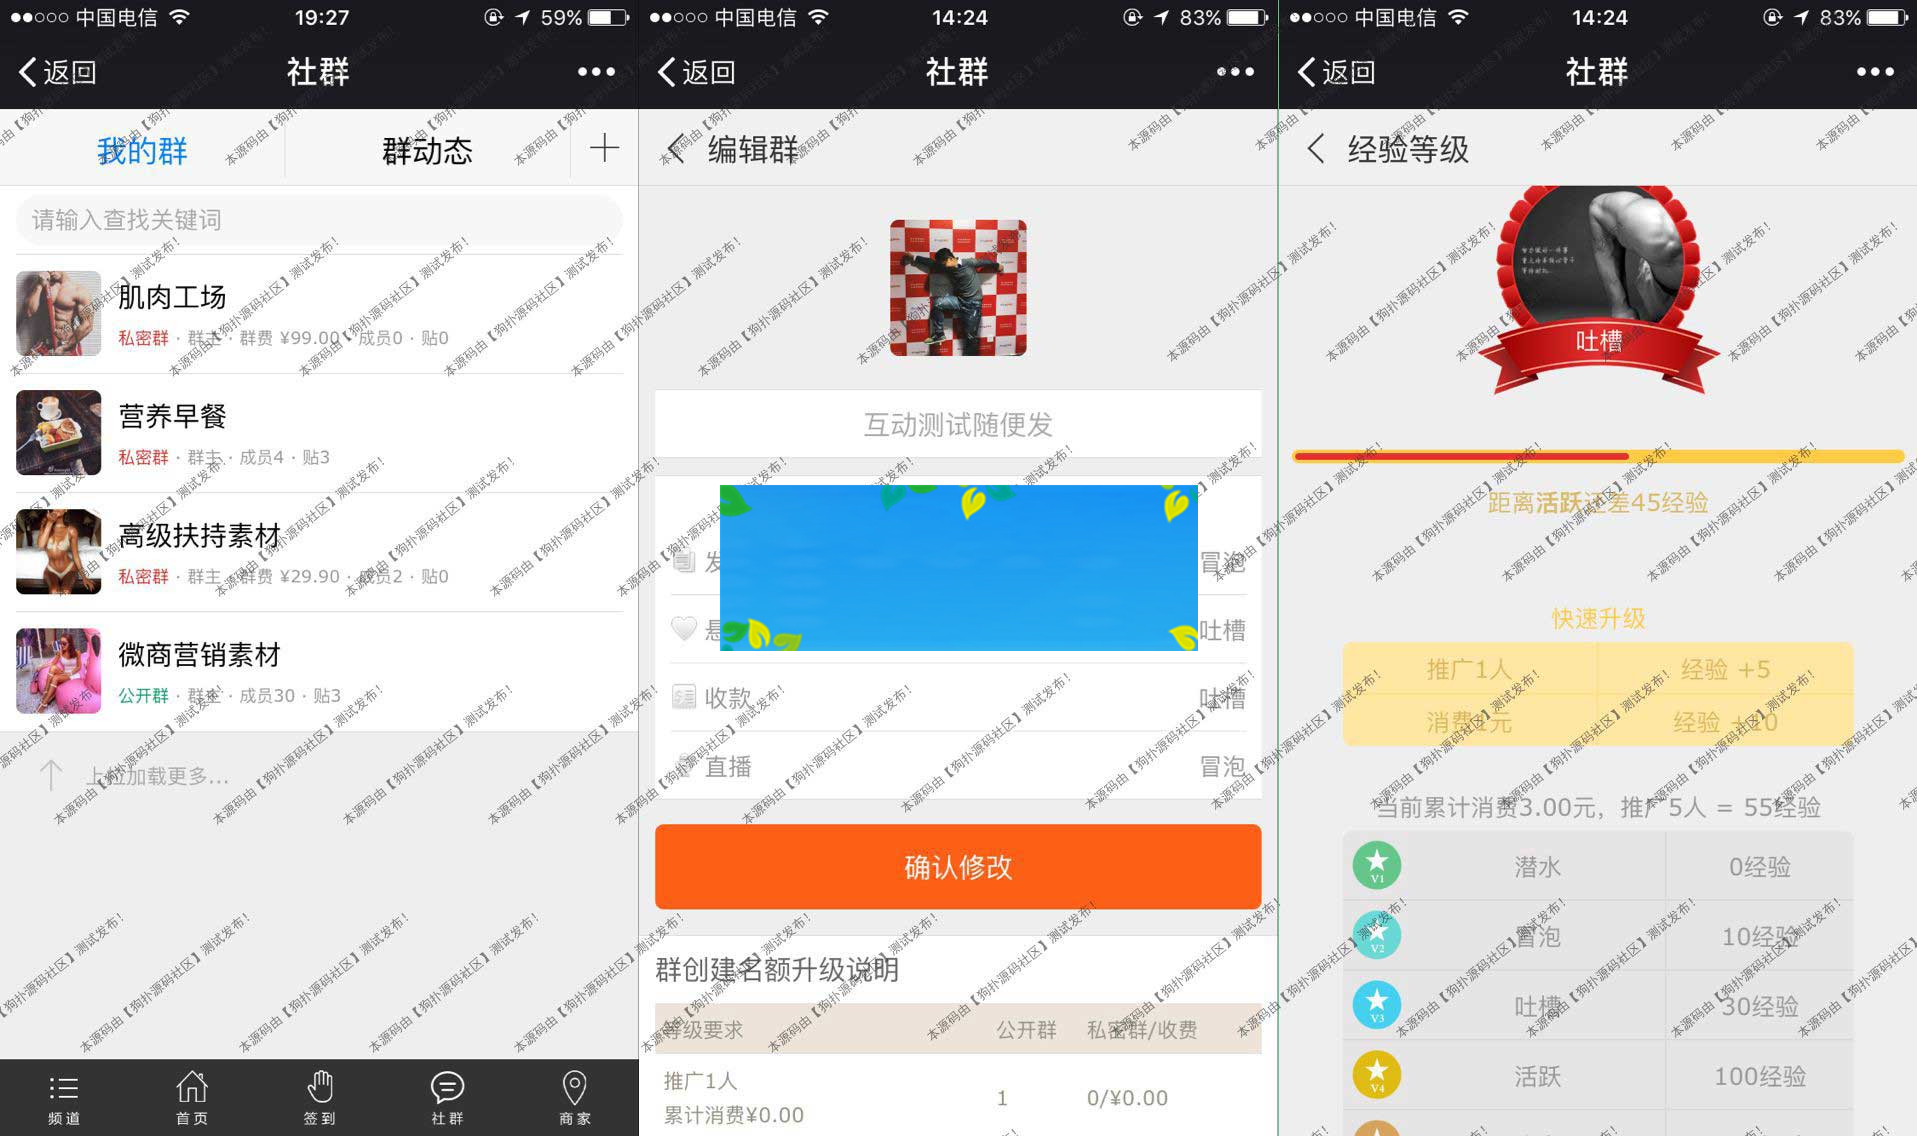 中国电信 19:27 59%
返回 社群
我的群 群动态
请输入查找关键词
肌肉工场
私密群 · 群主 · 群费 ¥99.00 · 成员0 · 贴0
营养早餐
私密群 · 群主 · 成员4 · 贴3
高级扶持素材
私密群 · 群主 · 群费 ¥29.90 · 成员2 · 贴0
微商营销素材
公开群 · 群主 · 成员30 · 贴3
上拉加载更多...
频道 首页 签到 社群 商家
中国电信 14:24 83%
返回 社群
编辑群
互动测试随便发
发 冒泡
悬 吐槽
收款 吐槽
直播 冒泡
确认修改
群创建名额升级说明
等级要求 公开群 私密群/收费
推广1人
累计消费¥0.00
1 0/¥0.00
中国电信 14:24 83%
返回 社群
经验等级
吐槽
距离活跃还差45经验
快速升级
推广1人 经验 +5
消费1元 经验 +10
当前累计消费3.00元，推广5人 = 55经验
V1 潜水 0经验
V2 冒泡 10经验
V3 吐槽 30经验
V4 活跃 100经验
本源码由【狗扑源码社区】测试发布！